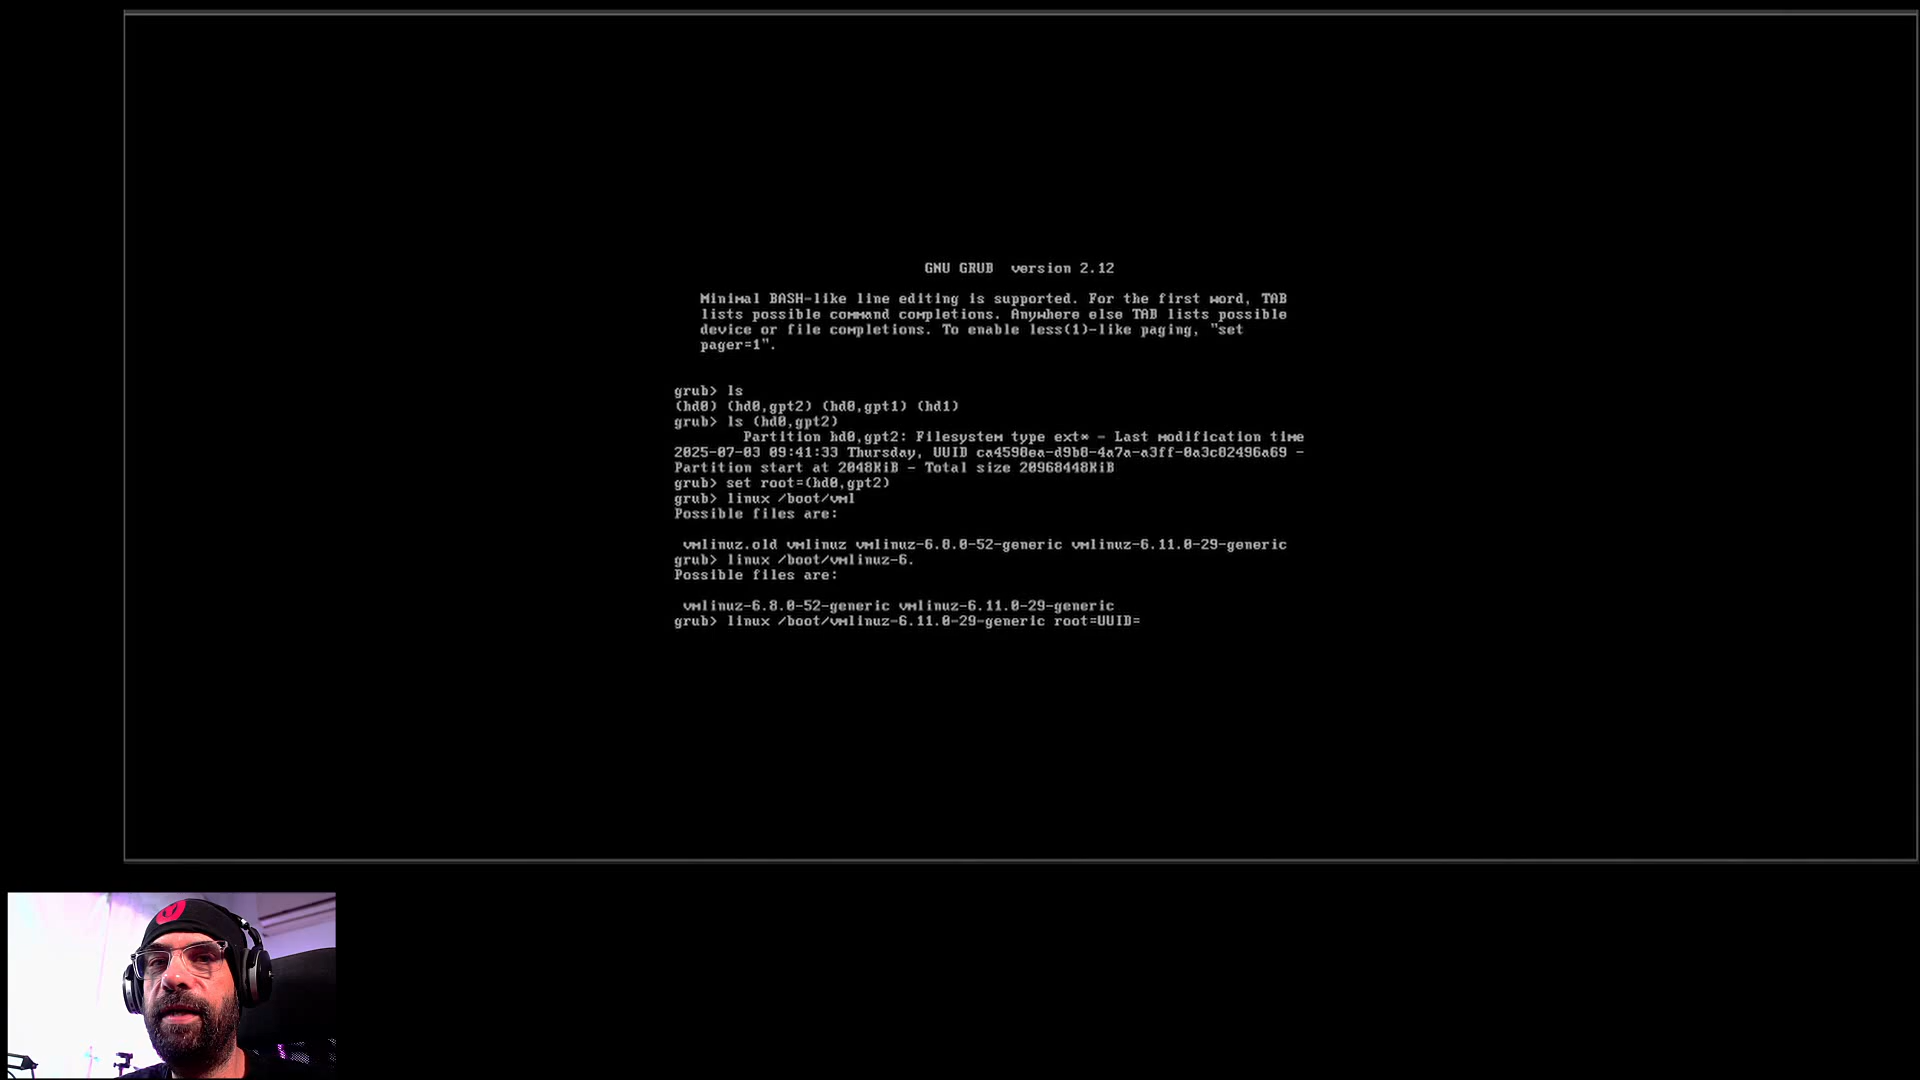 GNU GRUB  version 2.12
Minimal BASH-like line editing is supported. For the first word, TAB
lists possible command completions. Anywhere else TAB lists possible
device or file completions. To enable less(1)-like paging, "set
pager=1".
grub> ls
(hd0) (hd0,gpt2) (hd0,gpt1) (hd1)
grub> ls (hd0,gpt2)
Partition hd0,gpt2: Filesystem type ext* - Last modification time
2025-07-03 09:41:33 Thursday, UUID ca4598ea-d9b8-4a7a-a3ff-0a3c82496a69 -
Partition start at 2048KiB - Total size 20968448KiB
grub> set root=(hd0,gpt2)
grub> linux /boot/vml
Possible files are:
vmlinuz.old vmlinuz vmlinuz-6.8.0-52-generic vmlinuz-6.11.0-29-generic
grub> linux /boot/vmlinuz-6.
Possible files are:
vmlinuz-6.8.0-52-generic vmlinuz-6.11.0-29-generic
grub> linux /boot/vmlinuz-6.11.0-29-generic root=UUID=